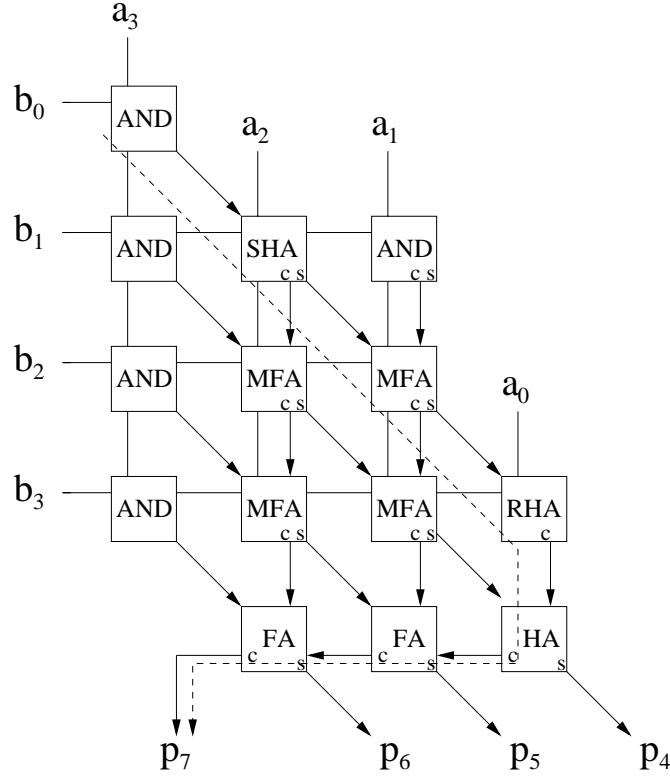 a₃
b₀ AND a₂ a₁
b₁ AND SHA AND
c s c s
b₂ AND MFA MFA a₀
c s c s
b₃ AND MFA MFA RHA
c s c s c
FA FA HA
c s c s c s
p₇ p₆ p₅ p₄